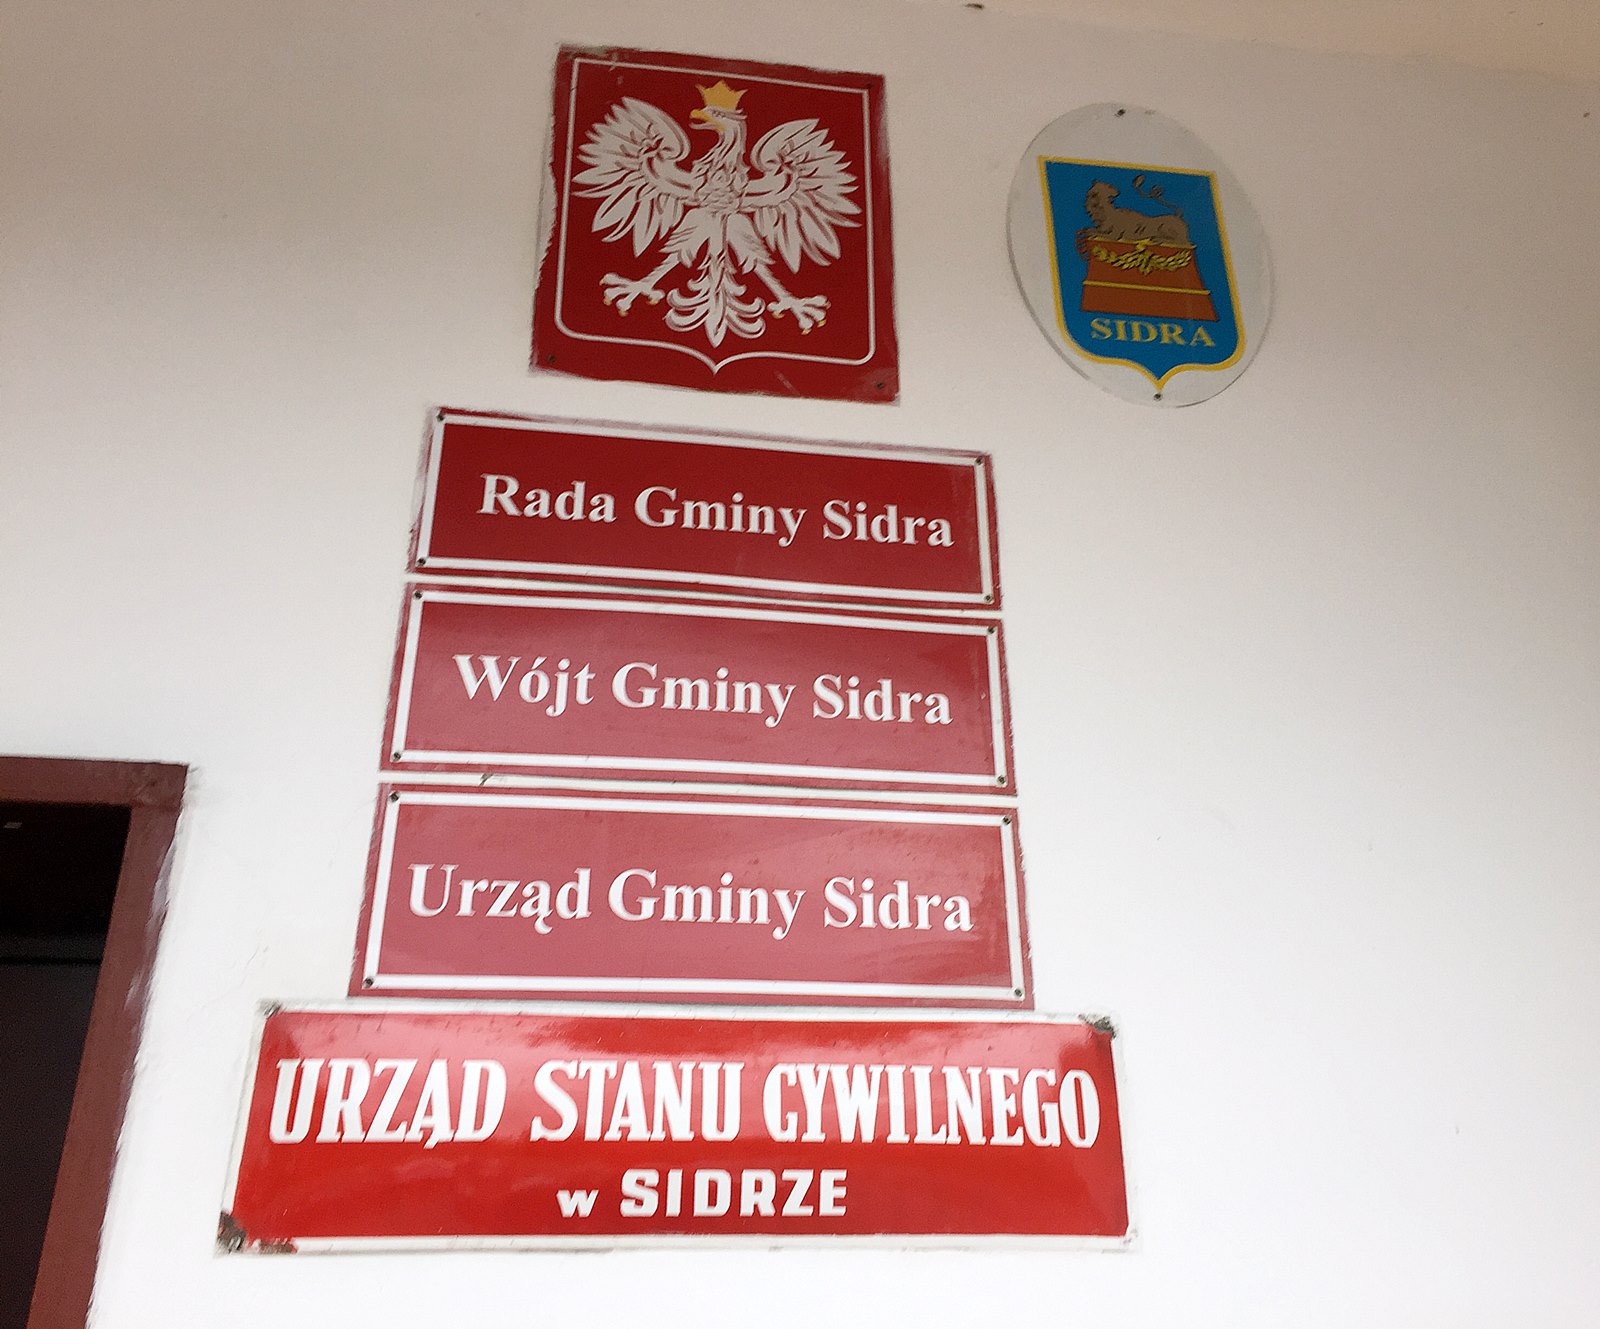 SIDRA
Rada Gminy Sidra
Wójt Gminy Sidra
Urząd Gminy Sidra
URZĄD STANU CYWILNEGO
w SIDRZE